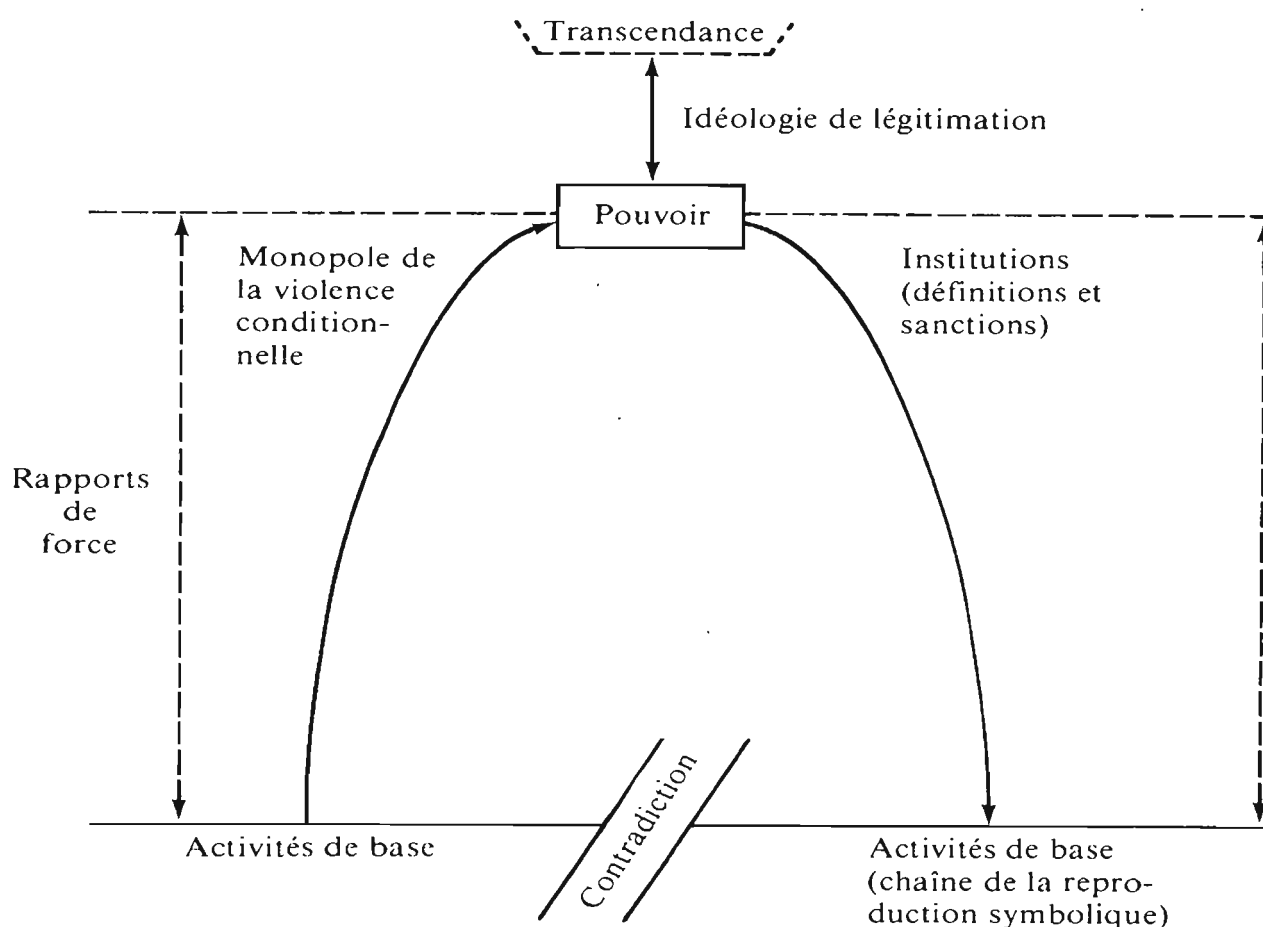 Transcendance
Idéologie de légitimation
Pouvoir
Monopole de
la violence
condition-
nelle
Institutions
(définitions et
sanctions)
Rapports
de
force
Contradiction
Activités de base
Activités de base
(chaîne de la repro-
duction symbolique)